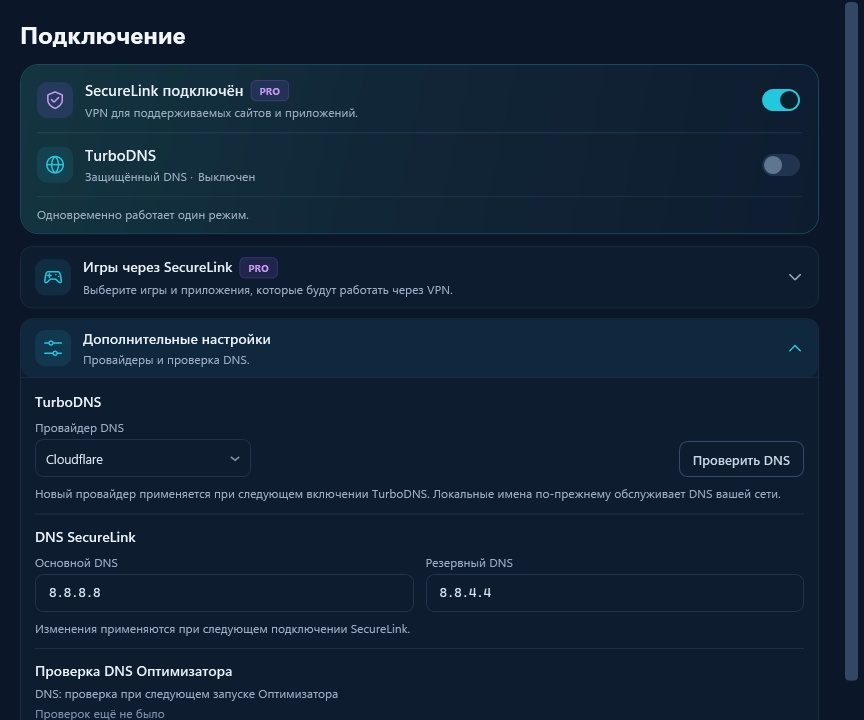 Подключение
SecureLink подключён PRO
VPN для поддерживаемых сайтов и приложений.
TurboDNS
Защищённый DNS · Выключен
Одновременно работает один режим.
Игры через SecureLink PRO
Выберите игры и приложения, которые будут работать через VPN.
Дополнительные настройки
Провайдеры и проверка DNS.
TurboDNS
Провайдер DNS
Cloudflare
Проверить DNS
Новый провайдер применяется при следующем включении TurboDNS. Локальные имена по-прежнему обслуживает DNS вашей сети.
DNS SecureLink
Основной DNS
Резервный DNS
8.8.8.8
8.8.4.4
Изменения применяются при следующем подключении SecureLink.
Проверка DNS Оптимизатора
DNS: проверка при следующем запуске Оптимизатора
Проверок ещё не было